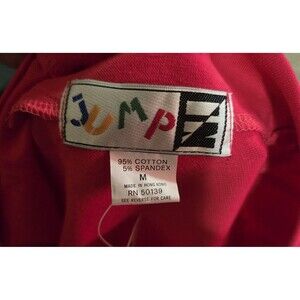 JUMP
95% COTTON
5% SPANDEX
M
MADE IN HONG KONG
RN 50139
SEE REVERSE FOR CARE